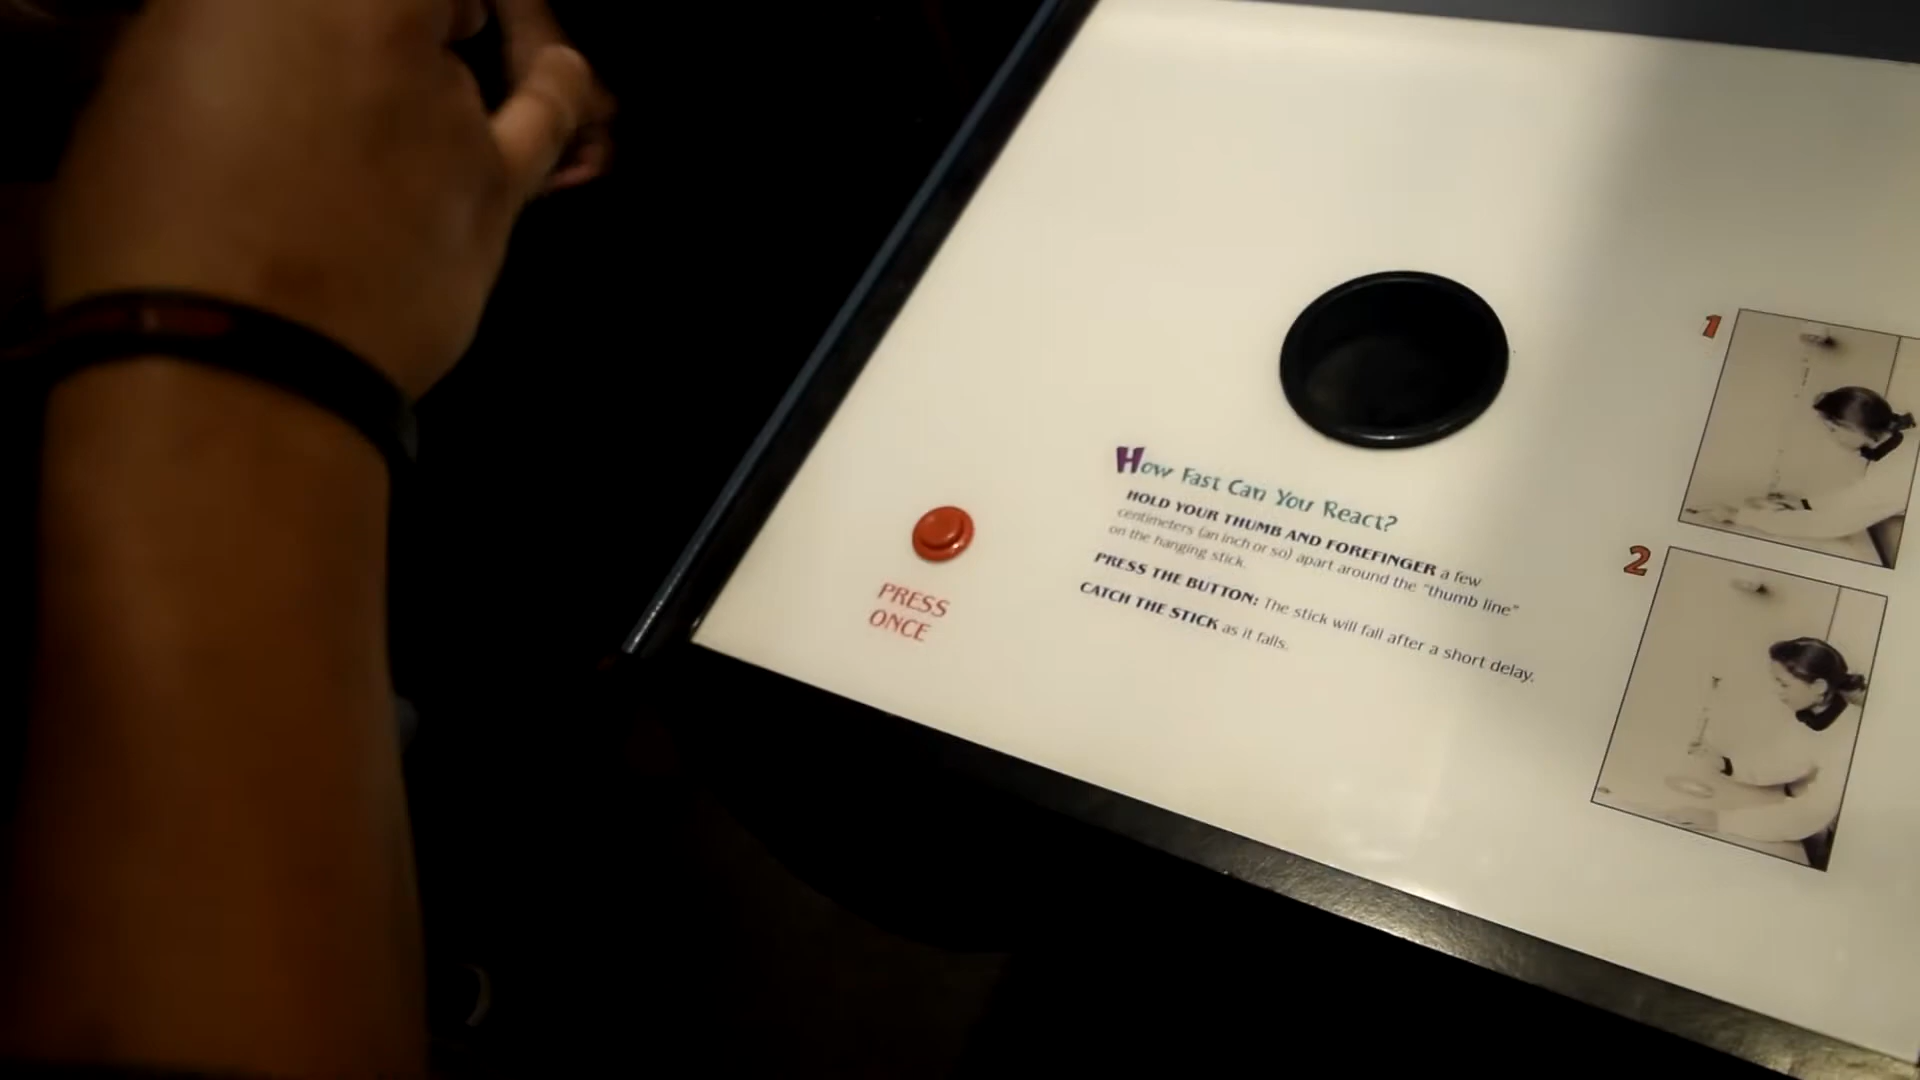 How Fast Can You React?
HOLD YOUR THUMB AND FOREFINGER a few
centimeters (an inch or so) apart around the "thumb line"
on the hanging stick.
PRESS THE BUTTON: The stick will fall after a short delay.
CATCH THE STICK as it falls.
PRESS
ONCE
1
2